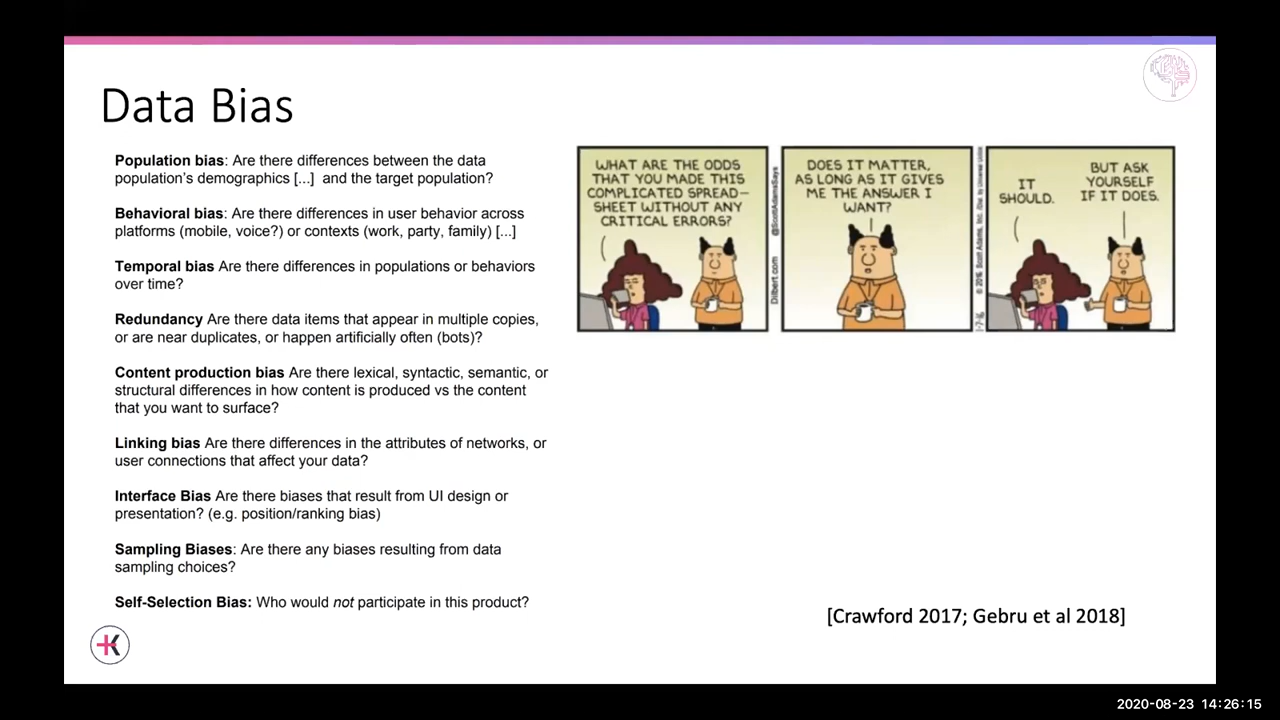 Data Bias
Population bias: Are there differences between the data
population's demographics [...] and the target population?
Behavioral bias: Are there differences in user behavior across
platforms (mobile, voice?) or contexts (work, party, family) [...]
Temporal bias Are there differences in populations or behaviors
over time?
Redundancy Are there data items that appear in multiple copies,
or are near duplicates, or happen artificially often (bots)?
Content production bias Are there lexical, syntactic, semantic, or
structural differences in how content is produced vs the content
that you want to surface?
Linking bias Are there differences in the attributes of networks, or
user connections that affect your data?
Interface Bias Are there biases that result from UI design or
presentation? (e.g. position/ranking bias)
Sampling Biases: Are there any biases resulting from data
sampling choices?
Self-Selection Bias: Who would not participate in this product?
WHAT ARE THE ODDS
THAT YOU MADE THIS
COMPLICATED SPREAD-
SHEET WITHOUT ANY
CRITICAL ERRORS?
Dilbert.com @ScottAdamsSays
DOES IT MATTER,
AS LONG AS IT GIVES
ME THE ANSWER I
WANT?
© 2016 Scott Adams, Inc. /Dist. by Universal Uclick
IT
SHOULD.
BUT ASK
YOURSELF
IF IT DOES.
[Crawford 2017; Gebru et al 2018]
K
2020-08-23 14:26:15